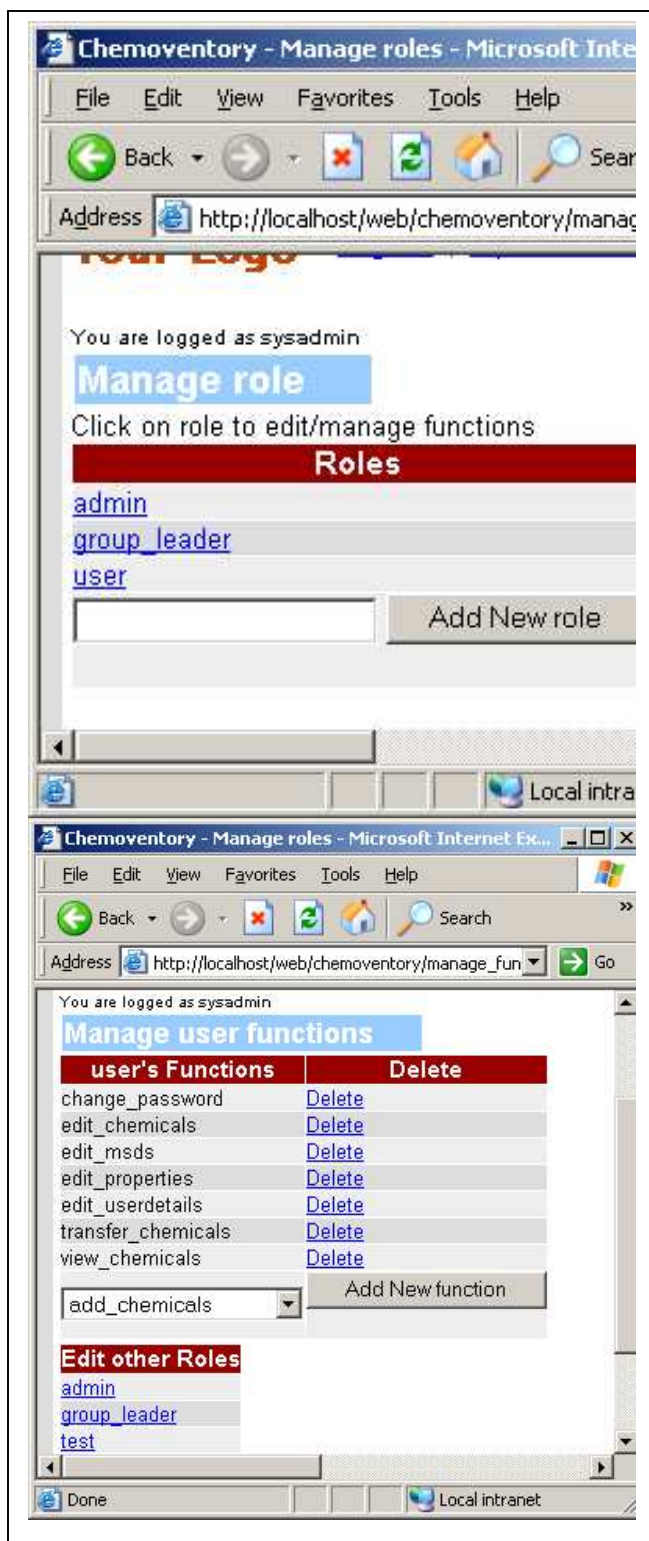 Chemoventory - Manage roles - Microsoft Inte
File Edit View Favorites Tools Help
Back Sear
Address http://localhost/web/chemoventory/manag
Your Logo
You are logged as sysadmin
Manage role
Click on role to edit/manage functions
Roles
admin
group_leader
user
Add New role
Local intra
Chemoventory - Manage roles - Microsoft Internet Ex...
File Edit View Favorites Tools Help
Back Search »
Address http://localhost/web/chemoventory/manage_fun Go
You are logged as sysadmin
Manage user functions
user's Functions Delete
change_password Delete
edit_chemicals Delete
edit_msds Delete
edit_properties Delete
edit_userdetails Delete
transfer_chemicals Delete
view_chemicals Delete
add_chemicals Add New function
Edit other Roles
admin
group_leader
test
Done Local intranet